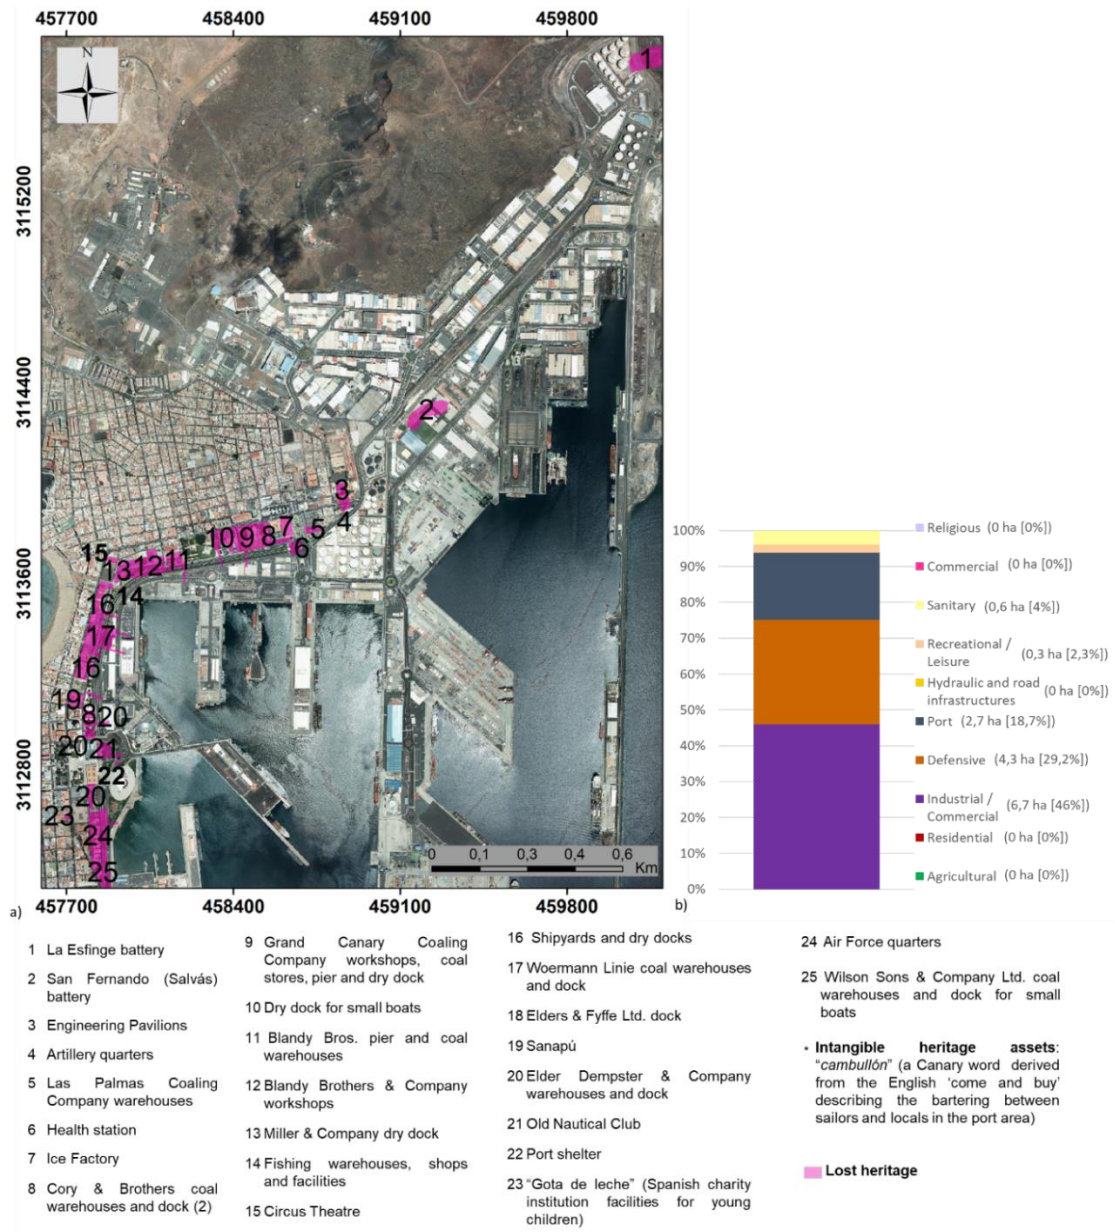 457700 458400 459100 459800
N
3115200
3114400
3113600
3112800
1
2
3
4
5
6
7
8
9
10
11
12
13
15
14
16
17
16
19
8
20
20
21
22
20
23
24
25
0 0,1 0,3 0,4 0,6
Km
a)
457700 458400 459100 459800
b)
100%
90%
80%
70%
60%
50%
40%
30%
20%
10%
0%
Religious (0 ha [0%])
Commercial (0 ha [0%])
Sanitary (0,6 ha [4%])
Recreational /
Leisure (0,3 ha [2,3%])
Hydraulic and road
infrastructures (0 ha [0%])
Port (2,7 ha [18,7%])
Defensive (4,3 ha [29,2%])
Industrial /
Commercial (6,7 ha [46%])
Residential (0 ha [0%])
Agricultural (0 ha [0%])
1 La Esfinge battery
2 San Fernando (Salvás)
battery
3 Engineering Pavilions
4 Artillery quarters
5 Las Palmas Coaling
Company warehouses
6 Health station
7 Ice Factory
8 Cory & Brothers coal
warehouses and dock (2)
9 Grand Canary Coaling
Company workshops, coal
stores, pier and dry dock
10 Dry dock for small boats
11 Blandy Bros. pier and coal
warehouses
12 Blandy Brothers & Company
workshops
13 Miller & Company dry dock
14 Fishing warehouses, shops
and facilities
15 Circus Theatre
16 Shipyards and dry docks
17 Woermann Linie coal warehouses
and dock
18 Elders & Fyffe Ltd. dock
19 Sanapú
20 Elder Dempster & Company
warehouses and dock
21 Old Nautical Club
22 Port shelter
23 “Gota de leche” (Spanish charity
institution facilities for young
children)
24 Air Force quarters
25 Wilson Sons & Company Ltd. coal
warehouses and dock for small
boats
• Intangible heritage assets:
“cambullón” (a Canary word derived
from the English ‘come and buy’
describing the bartering between
sailors and locals in the port area)
Lost heritage